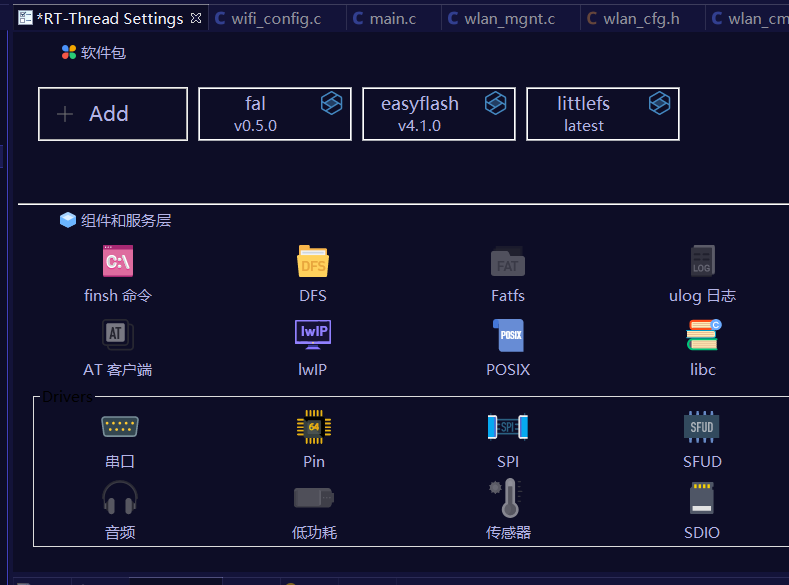 *RT-Thread Settings wifi_config.c main.c wlan_mgnt.c wlan_cfg.h wlan_cm
软件包
Add fal easyflash littlefs
v0.5.0 v4.1.0 latest
组件和服务层
C:\ DFS FAT LOG
finsh 命令 DFS Fatfs ulog 日志
AT lwIP POSIX C
AT 客户端 lwIP POSIX libc
Drivers
64 SPI SFUD
串口 Pin SPI SFUD
音频 低功耗 传感器 SDIO